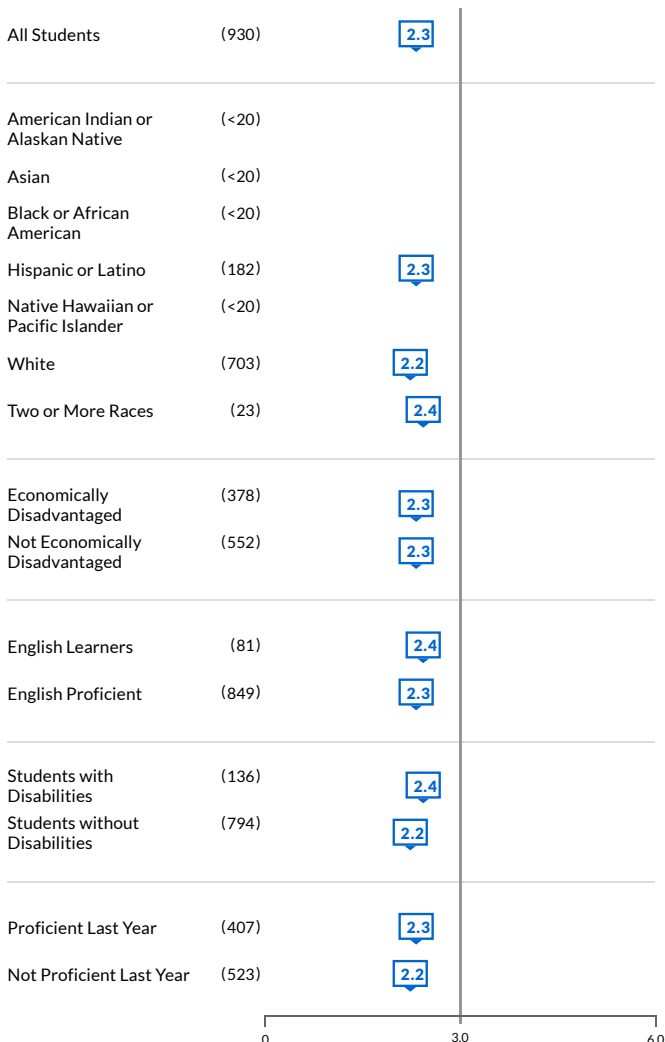 All Students (930) 2.3
American Indian or (<20)
Alaskan Native
Asian (<20)
Black or African (<20)
American
Hispanic or Latino (182) 2.3
Native Hawaiian or (<20)
Pacific Islander
White (703) 2.2
Two or More Races (23) 2.4
Economically (378) 2.3
Disadvantaged
Not Economically (552) 2.3
Disadvantaged
English Learners (81) 2.4
English Proficient (849) 2.3
Students with (136) 2.4
Disabilities
Students without (794) 2.2
Disabilities
Proficient Last Year (407) 2.3
Not Proficient Last Year (523) 2.2
0 3.0 6.0